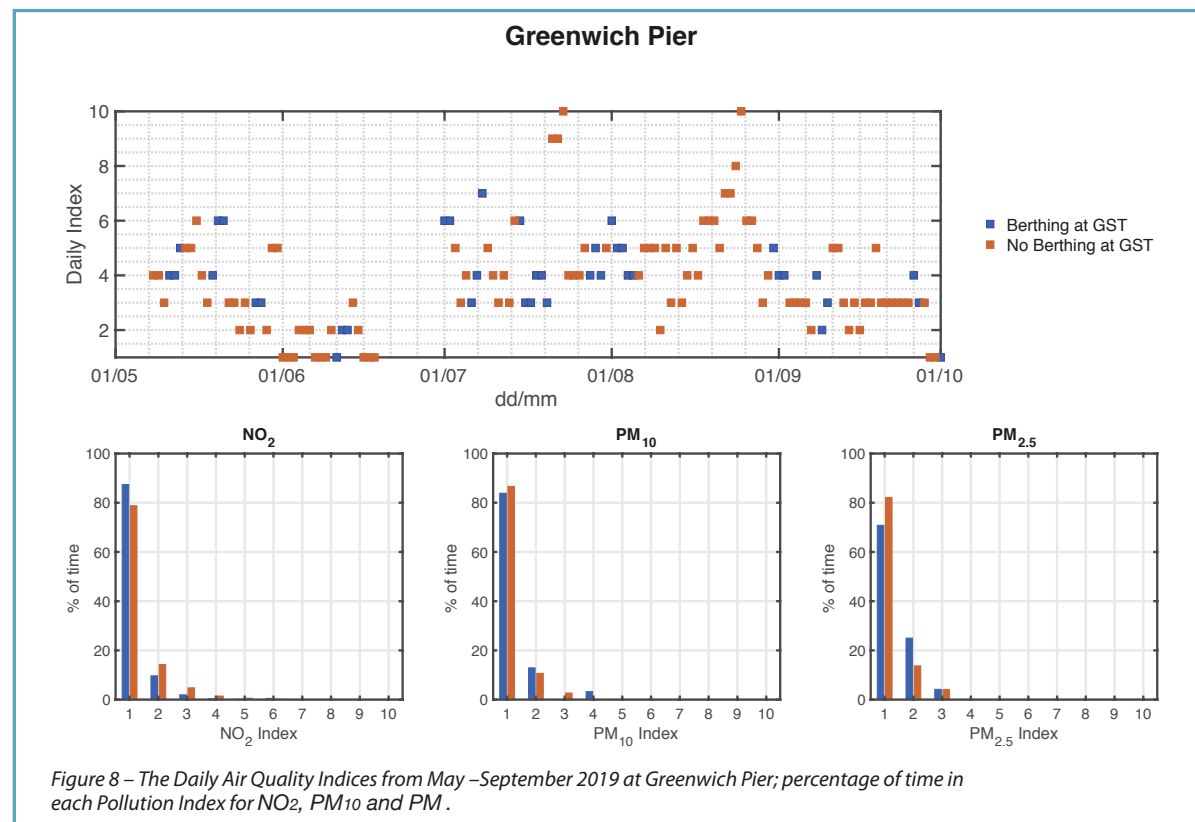 Greenwich Pier
Daily Index
10
8
6
4
2
01/05 01/06 01/07 01/08 01/09 01/10
dd/mm
Berthing at GST
No Berthing at GST
NO2
% of time
100
80
60
40
20
0
1 2 3 4 5 6 7 8 9 10
NO2 Index
PM10
% of time
100
80
60
40
20
0
1 2 3 4 5 6 7 8 9 10
PM10 Index
PM2.5
% of time
100
80
60
40
20
0
1 2 3 4 5 6 7 8 9 10
PM2.5 Index
Figure 8 – The Daily Air Quality Indices from May –September 2019 at Greenwich Pier; percentage of time in
each Pollution Index for NO2, PM10 and PM .